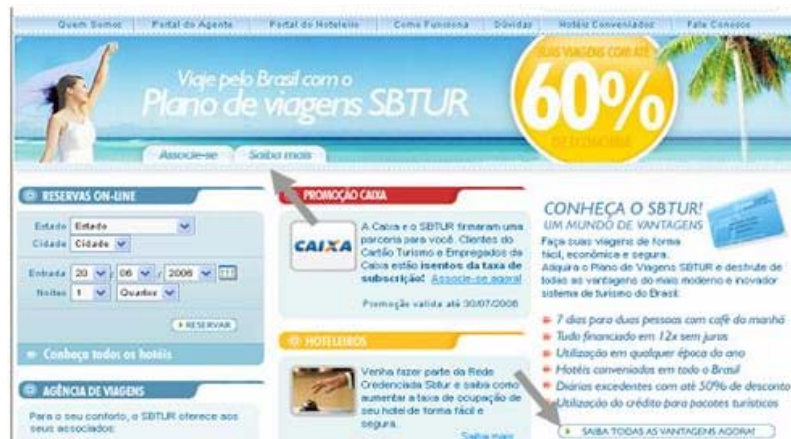 Quem Somos Portal do Agente Portal do Hoteleiro Como Funciona Dúvidas Hotéis Conveniados Fale Conosco
Viaje pelo Brasil com o
Plano de viagens SBTUR
SUAS VIAGENS COM ATÉ
60%
DE ECONOMIA
Associe-se Saiba mais
RESERVAS ON-LINE
Estado Estado
Cidade Cidade
Entrada 20 / 06 / 2006
Noites 1 Quartos
RESERVAR
Conheça todos os hotéis
AGÊNCIA DE VIAGENS
Para o seu conforto, o SBTUR oferece aos
seus associados:
PROMOÇÃO CAIXA
CAIXA
A Caixa e o SBTUR firmaram uma
parceria para você. Clientes do
Cartão Turismo e Empregados da
Caixa estão isentos da taxa de
subscrição! Associe-se agora!
Promoção valida até 30/07/2006
HOTELEIROS
Venha fazer parte da Rede
Credenciada Sbtur e saiba como
aumentar a taxa de ocupação de
seu hotel de forma fácil e
segura.
Saiba mais
CONHEÇA O SBTUR!
UM MUNDO DE VANTAGENS
Faça suas viagens de forma
fácil, econômica e segura.
Adquira o Plano de Viagens SBTUR e desfrute de
todas as vantagens do mais moderno e inovador
sistema de turismo do Brasil:
7 dias para duas pessoas com café da manhã
Tudo financiado em 12x sem juros
Utilização em qualquer época do ano
Hotéis conveniados em todo o Brasil
Diárias excedentes com até 50% de desconto
Utilização do crédito para pacotes turísticos
SAIBA TODAS AS VANTAGENS AGORA!